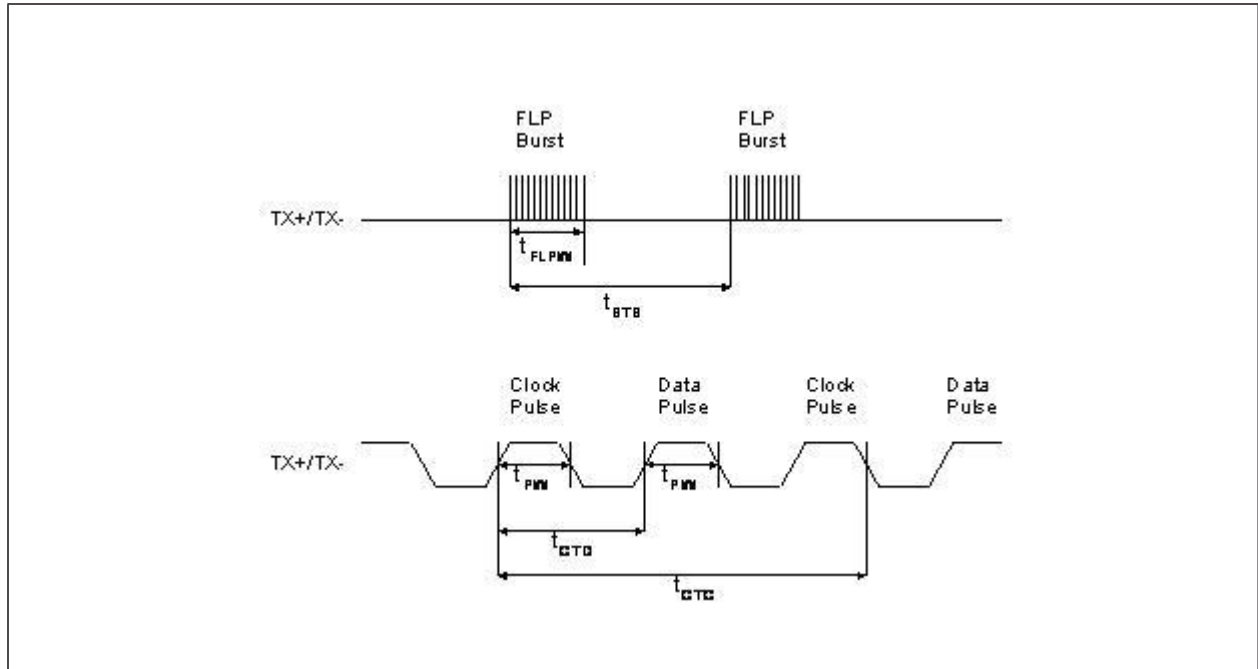 FLP
Burst
FLP
Burst
TX+/TX-
t FLPW
t BTB
Clock
Pulse
Data
Pulse
Clock
Pulse
Data
Pulse
TX+/TX-
t PW
t PW
t CTD
t CTC